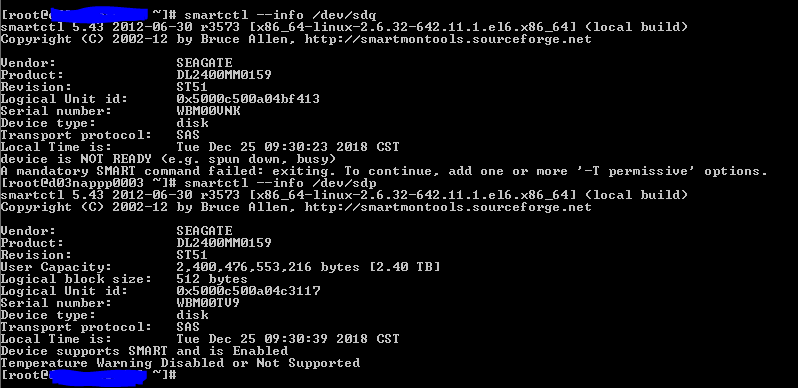 [root@ ~]# smartctl --info /dev/sdq
smartctl 5.43 2012-06-30 r3573 [x86_64-linux-2.6.32-642.11.1.el6.x86_64] (local build)
Copyright (C) 2002-12 by Bruce Allen, http://smartmontools.sourceforge.net
Vendor: SEAGATE
Product: DL2400MM0159
Revision: ST51
Logical Unit id: 0x5000c500a04bf413
Serial number: WBM00VNK
Device type: disk
Transport protocol: SAS
Local Time is: Tue Dec 25 09:30:23 2018 CST
device is NOT READY (e.g. spun down, busy)
A mandatory SMART command failed: exiting. To continue, add one or more '-T permissive' options.
[root@d03nappp0003 ~]# smartctl --info /dev/sdp
smartctl 5.43 2012-06-30 r3573 [x86_64-linux-2.6.32-642.11.1.el6.x86_64] (local build)
Copyright (C) 2002-12 by Bruce Allen, http://smartmontools.sourceforge.net
Vendor: SEAGATE
Product: DL2400MM0159
Revision: ST51
User Capacity: 2,400,476,553,216 bytes [2.40 TB]
Logical block size: 512 bytes
Logical Unit id: 0x5000c500a04c3117
Serial number: WBM00TV9
Device type: disk
Transport protocol: SAS
Local Time is: Tue Dec 25 09:30:39 2018 CST
Device supports SMART and is Enabled
Temperature Warning Disabled or Not Supported
[root@ ~]#